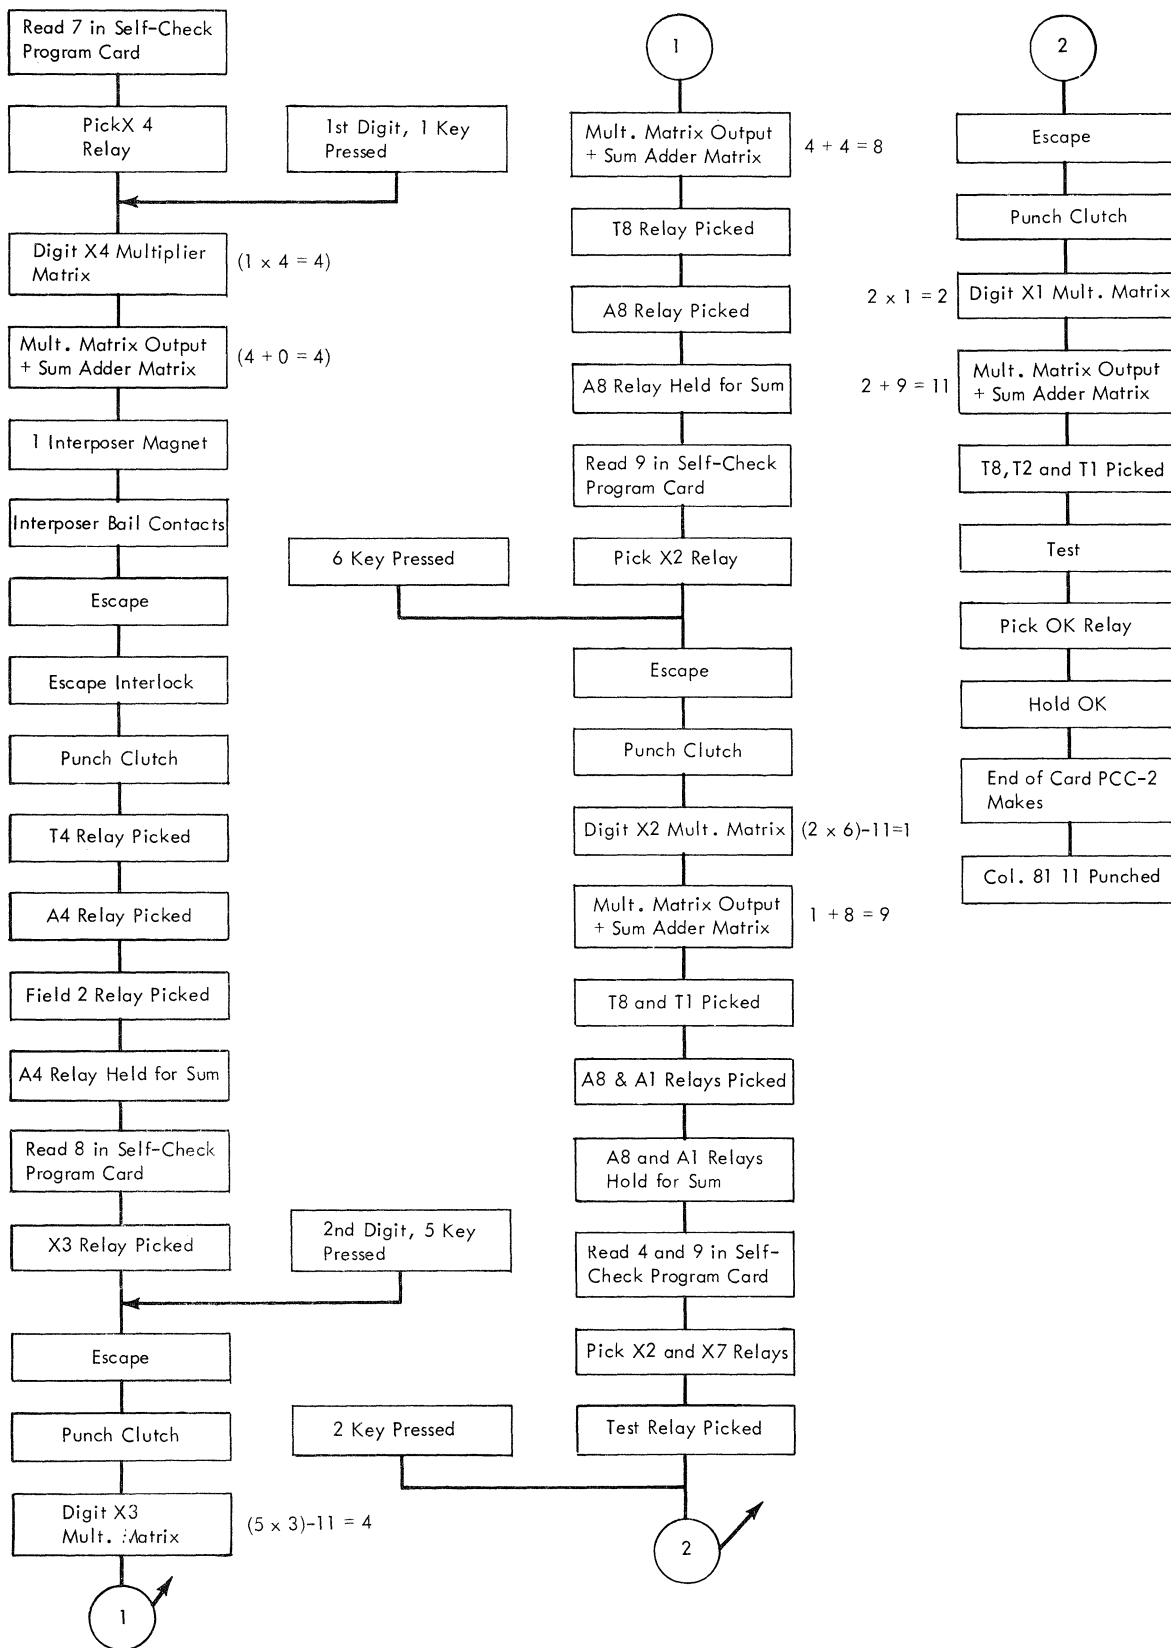 Read 7 in Self-Check
Program Card
PickX 4
Relay
1st Digit, 1 Key
Pressed
Digit X4 Multiplier
Matrix
(1 x 4 = 4)
Mult. Matrix Output
+ Sum Adder Matrix
(4 + 0 = 4)
1 Interposer Magnet
Interposer Bail Contacts
Escape
Escape Interlock
Punch Clutch
T4 Relay Picked
A4 Relay Picked
Field 2 Relay Picked
A4 Relay Held for Sum
Read 8 in Self-Check
Program Card
X3 Relay Picked
2nd Digit, 5 Key
Pressed
Escape
Punch Clutch
Digit X3
Mult. Matrix
(5 x 3)-11 = 4
1
1
Mult. Matrix Output
+ Sum Adder Matrix
4 + 4 = 8
T8 Relay Picked
A8 Relay Picked
A8 Relay Held for Sum
Read 9 in Self-Check
Program Card
6 Key Pressed
Pick X2 Relay
Escape
Punch Clutch
Digit X2 Mult. Matrix
(2 x 6)-11=1
Mult. Matrix Output
+ Sum Adder Matrix
1 + 8 = 9
T8 and T1 Picked
A8 & A1 Relays Picked
A8 and A1 Relays
Hold for Sum
Read 4 and 9 in Self-
Check Program Card
Pick X2 and X7 Relays
2 Key Pressed
Test Relay Picked
2
2
Escape
Punch Clutch
2 x 1 = 2
Digit X1 Mult. Matrix
2 + 9 = 11
Mult. Matrix Output
+ Sum Adder Matrix
T8, T2 and T1 Picked
Test
Pick OK Relay
Hold OK
End of Card PCC-2
Makes
Col. 81 11 Punched